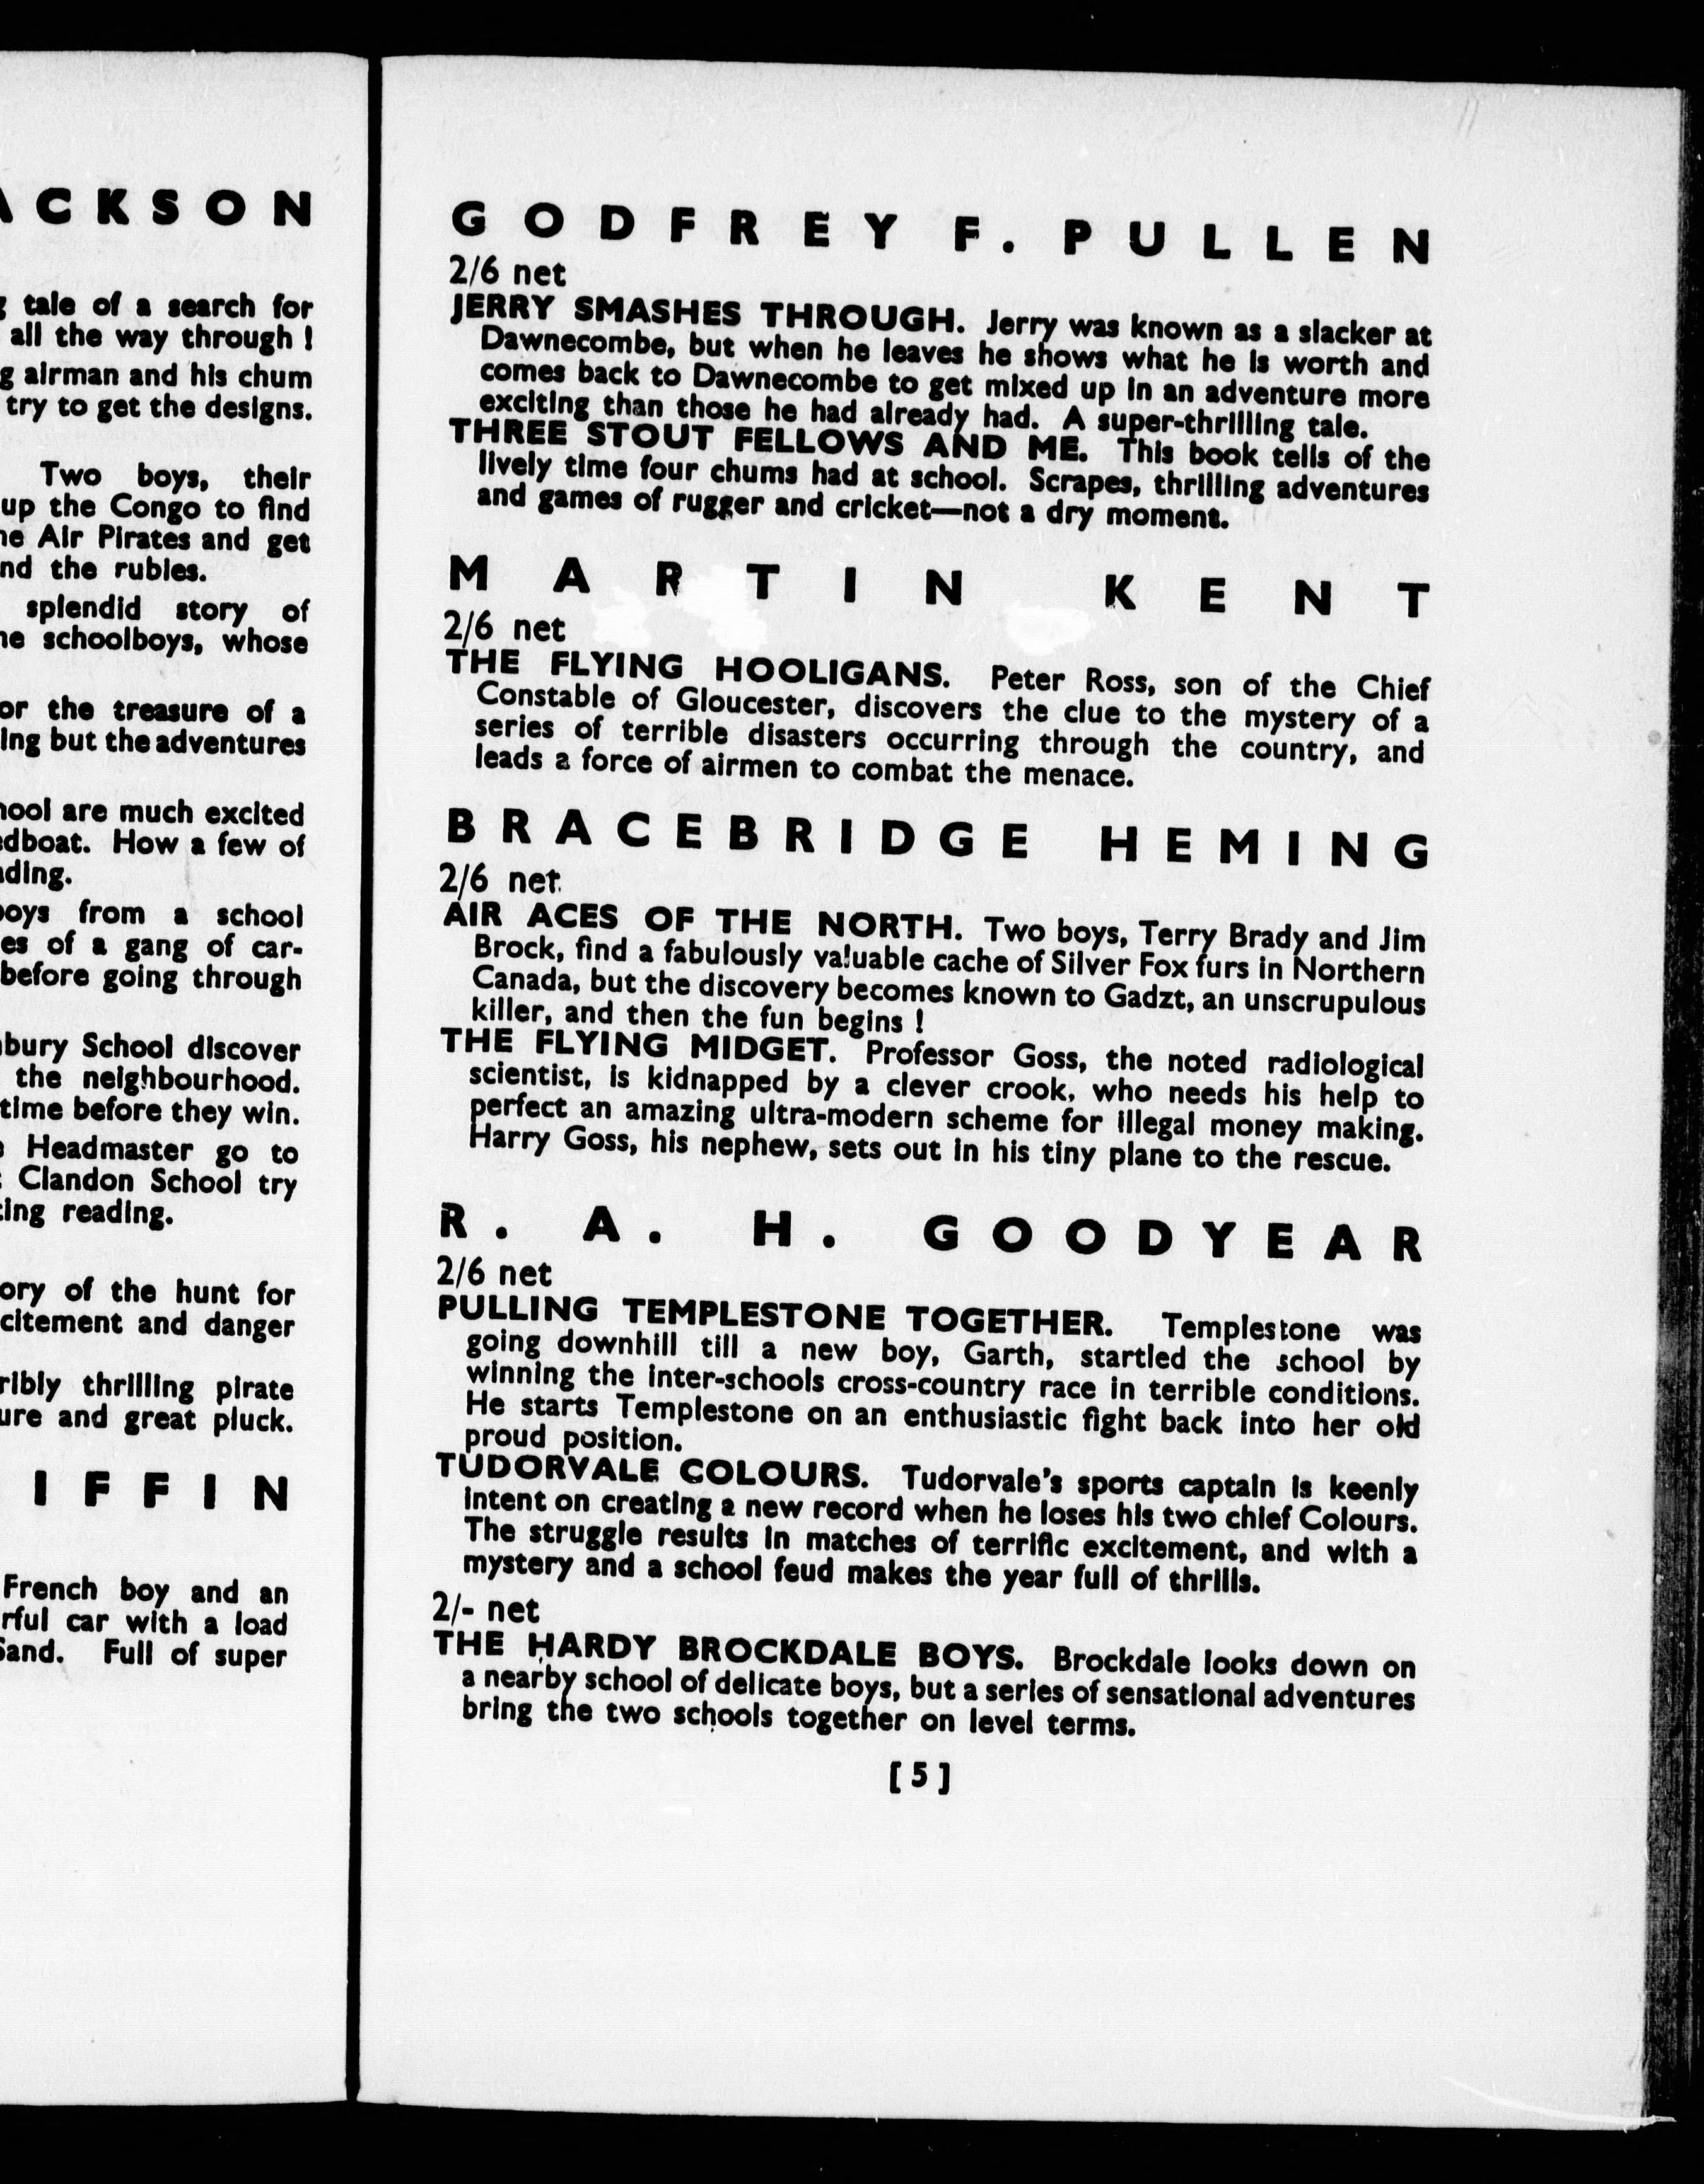 ACKSON
tale of a search for
all the way through !
airman and his chum
try to get the designs.
Two boys, their
up the Congo to find
Air Pirates and get
the rubies.
splendid story of
schoolboys, whose
the treasure of a
but the adventures
are much excited
How a few of
from a school
of a gang of car-
before going through
School discover
the neighbourhood.
time before they win.
Headmaster go to
Clandon School try
reading.
of the hunt for
and danger
thrilling pirate
and great pluck.
IFFIN
French boy and an
car with a load
Full of super
GODFREY F. PULLEN
2/6 net
JERRY SMASHES THROUGH. Jerry was known as a slacker at
Dawnecombe, but when he leaves he shows what he is worth and
comes back to Dawnecombe to get mixed up in an adventure more
exciting than those he had already had. A super-thrilling tale.
THREE STOUT FELLOWS AND ME. This book tells of the
lively time four chums had at school. Scrapes, thrilling adventures
and games of rugger and cricket—not a dry moment.
MARTIN KENT
2/6 net
THE FLYING HOOLIGANS. Peter Ross, son of the Chief
Constable of Gloucester, discovers the clue to the mystery of a
series of terrible disasters occurring through the country, and
leads a force of airmen to combat the menace.
BRACEBRIDGE HEMING
2/6 net
AIR ACES OF THE NORTH. Two boys, Terry Brady and Jim
Brock, find a fabulously valuable cache of Silver Fox furs in Northern
Canada, but the discovery becomes known to Gadzt, an unscrupulous
killer, and then the fun begins !
THE FLYING MIDGET. Professor Goss, the noted radiological
scientist, is kidnapped by a clever crook, who needs his help to
perfect an amazing ultra-modern scheme for illegal money making.
Harry Goss, his nephew, sets out in his tiny plane to the rescue.
R. A. H. GOODYEAR
2/6 net
PULLING TEMPLESTONE TOGETHER. Templestone was
going downhill till a new boy, Garth, startled the school by
winning the inter-schools cross-country race in terrible conditions.
He starts Templestone on an enthusiastic fight back into her old
proud position.
TUDORVALE COLOURS. Tudorvale's sports captain is keenly
intent on creating a new record when he loses his two chief Colours.
The struggle results in matches of terrific excitement, and with a
mystery and a school feud makes the year full of thrills.
2/- net
THE HARDY BROCKDALE BOYS. Brockdale looks down on
a nearby school of delicate boys, but a series of sensational adventures
bring the two schools together on level terms.
[ 5 ]